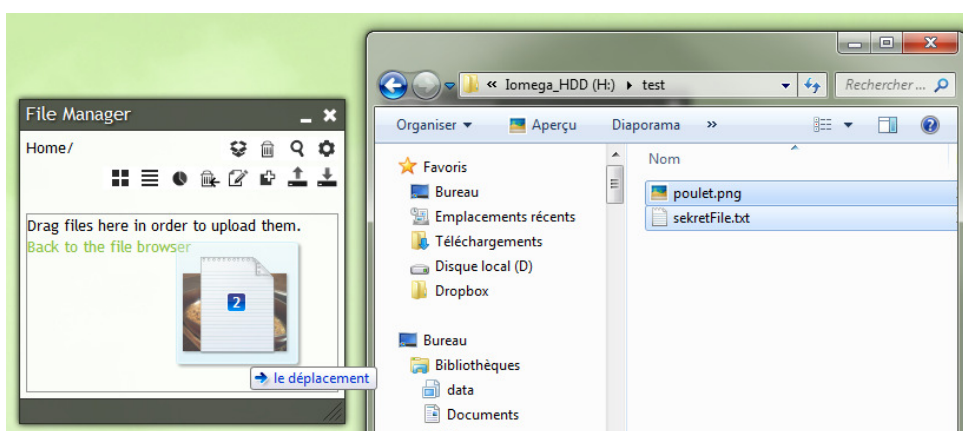 File Manager
Home/
Drag files here in order to upload them.
Back to the file browser
2
le déplacement
« Iomega_HDD (H:) ▸ test
Rechercher ...
Organiser
Aperçu
Diaporama
»
Favoris
Bureau
Emplacements récents
Téléchargements
Disque local (D)
Dropbox
Bureau
Bibliothèques
data
Documents
Nom
poulet.png
sekretFile.txt